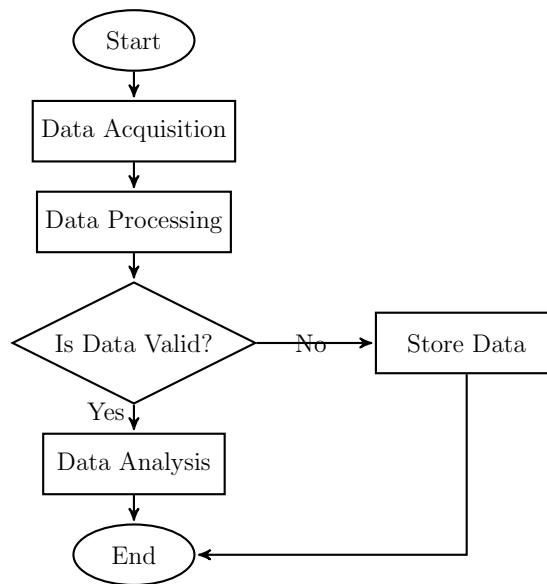 Start
Data Acquisition
Data Processing
Is Data Valid?
No
Store Data
Yes
Data Analysis
End